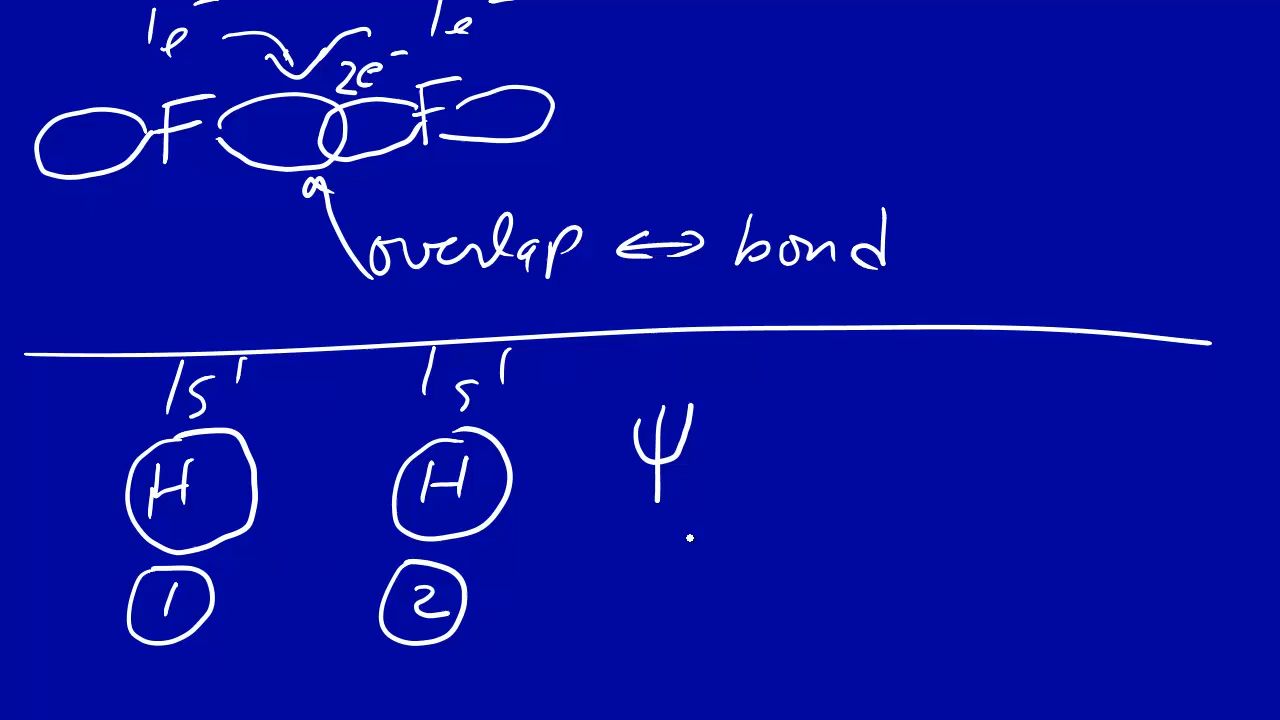 1e⁻ 1e⁻
2e⁻
F F
overlap ↔ bond
1s¹ 1s¹
H H ψ
1 2